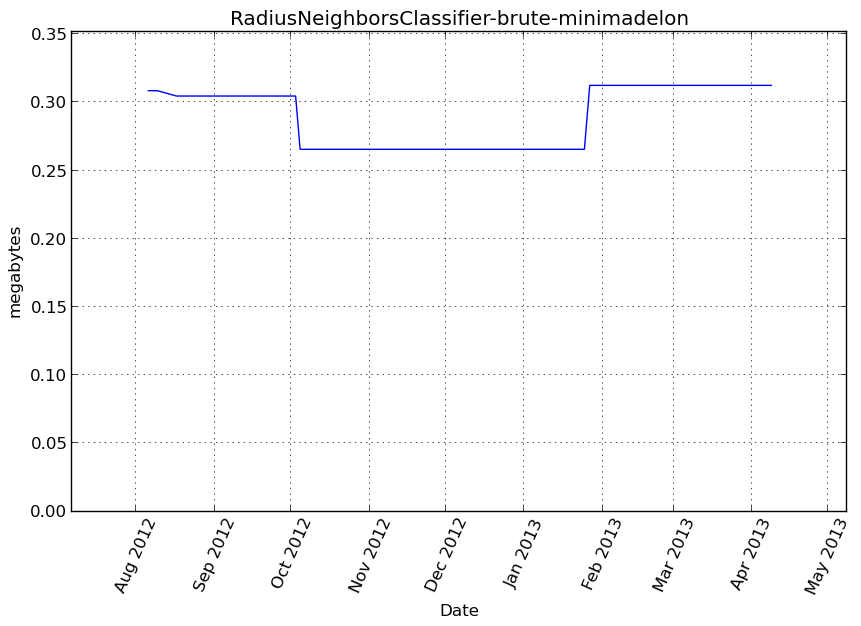 RadiusNeighborsClassifier-brute-minimadelon
0.35
0.30
0.25
0.20
0.15
0.10
0.05
0.00
megabytes
Aug 2012
Sep 2012
Oct 2012
Nov 2012
Dec 2012
Jan 2013
Feb 2013
Mar 2013
Apr 2013
May 2013
Date